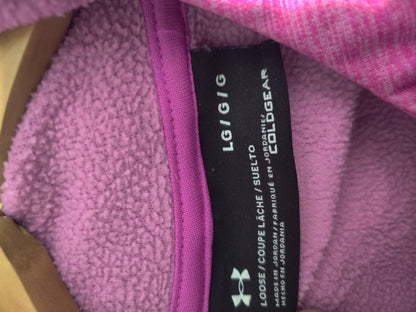 LG / G / G
LOOSE / COUPE LÂCHE / SUELTO
MADE IN JORDAN / FABRIQUÉ EN JORDANIE/
HECHO EN JORDANIA
COLDGEAR